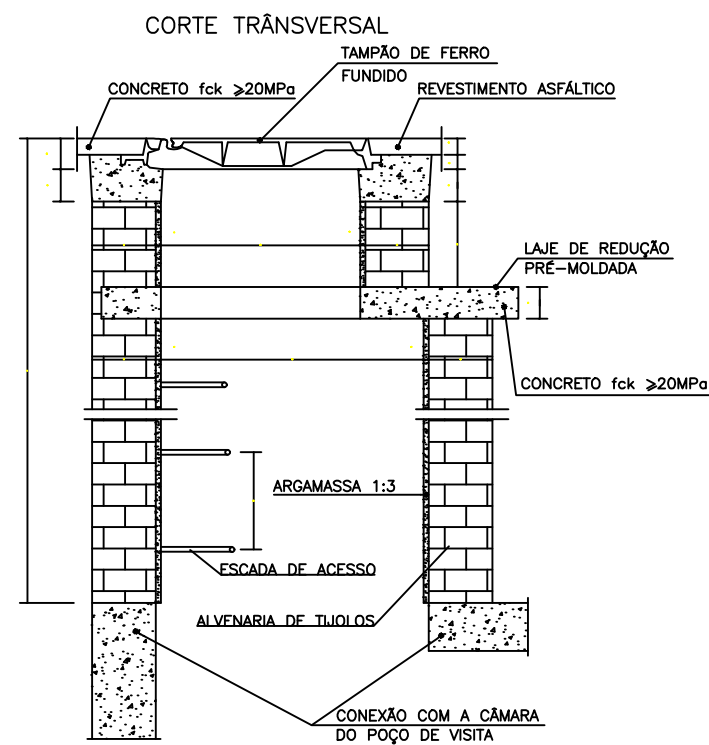 CORTE TRÂNSVERSAL
TAMPÃO DE FERRO
FUNDIDO
CONCRETO fck ⩾20MPa
REVESTIMENTO ASFÁLTICO
LAJE DE REDUÇÃO
PRÉ-MOLDADA
CONCRETO fck ⩾20MPa
ARGAMASSA 1:3
ESCADA DE ACESSO
ALVENARIA DE TIJOLOS
CONEXÃO COM A CÂMARA
DO POÇO DE VISITA